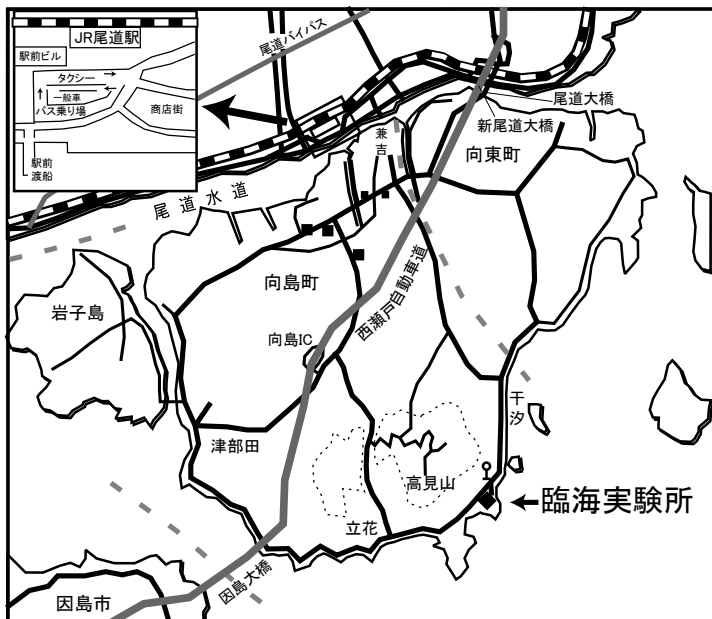 JR尾道駅
駅前ビル
タクシー
一般車
バス乗り場
商店街
駅前
渡船
尾道バイパス
尾道大橋
新尾道大橋
兼吉
向東町
尾道水道
向島町
西瀬戸自動車道
岩子島
向島IC
干汐
津部田
高見山
臨海実験所
立花
因島大橋
因島市